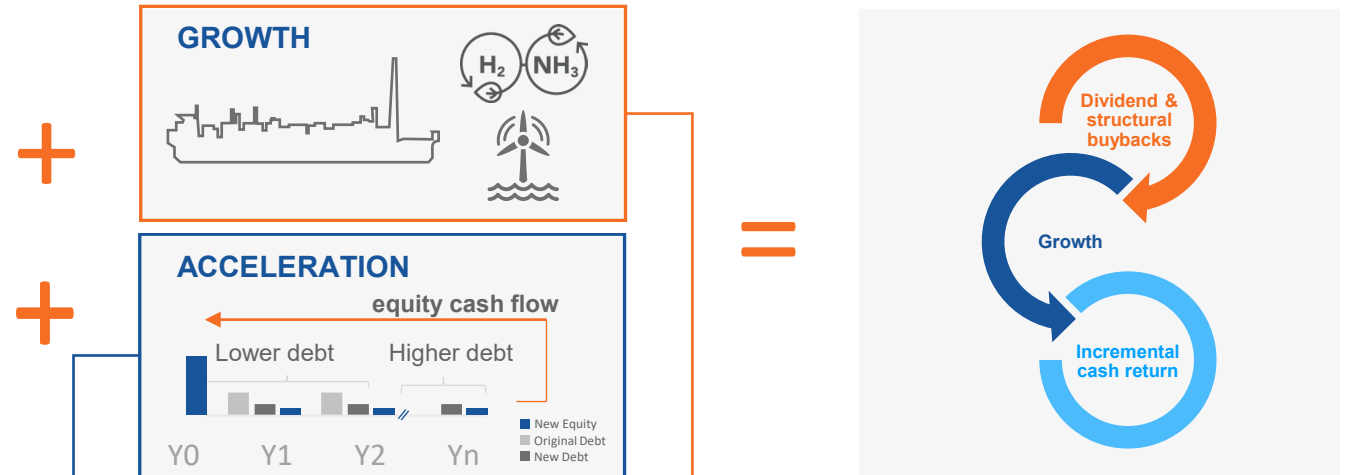 +
GROWTH
H₂
NH₃
+
ACCELERATION
equity cash flow
Lower debt
Higher debt
//
New Equity
Original Debt
New Debt
Y0 Y1 Y2 Yn
=
Dividend &
structural
buybacks
Growth
Incremental
cash return